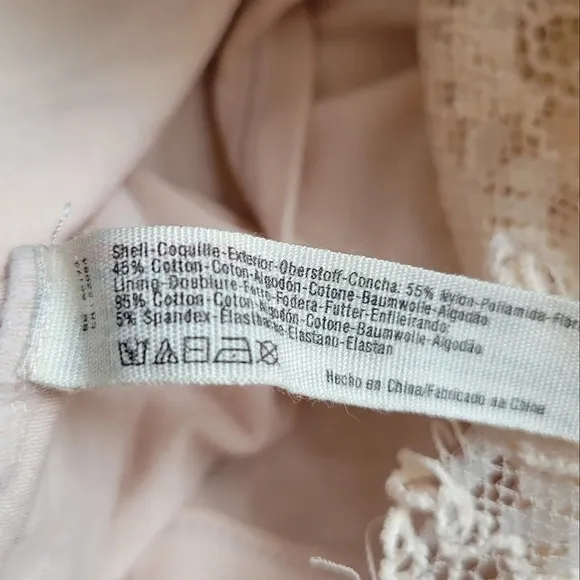 Shell-Coquille-Exterior-Oberstoff-Concha: 55% Nylon-Poliamida
45% Cotton-Coton-Algodón-Cotone-Baumwolle-Algodão
Lining-Doublure-Forro-Fodera-Futter-Enfileirando:
95% Cotton-Coton-Algodón-Cotone-Baumwolle-Algodão
5% Spandex-Elasthanne-Elastano-Elastan
Hecho en China/Fabricado na China